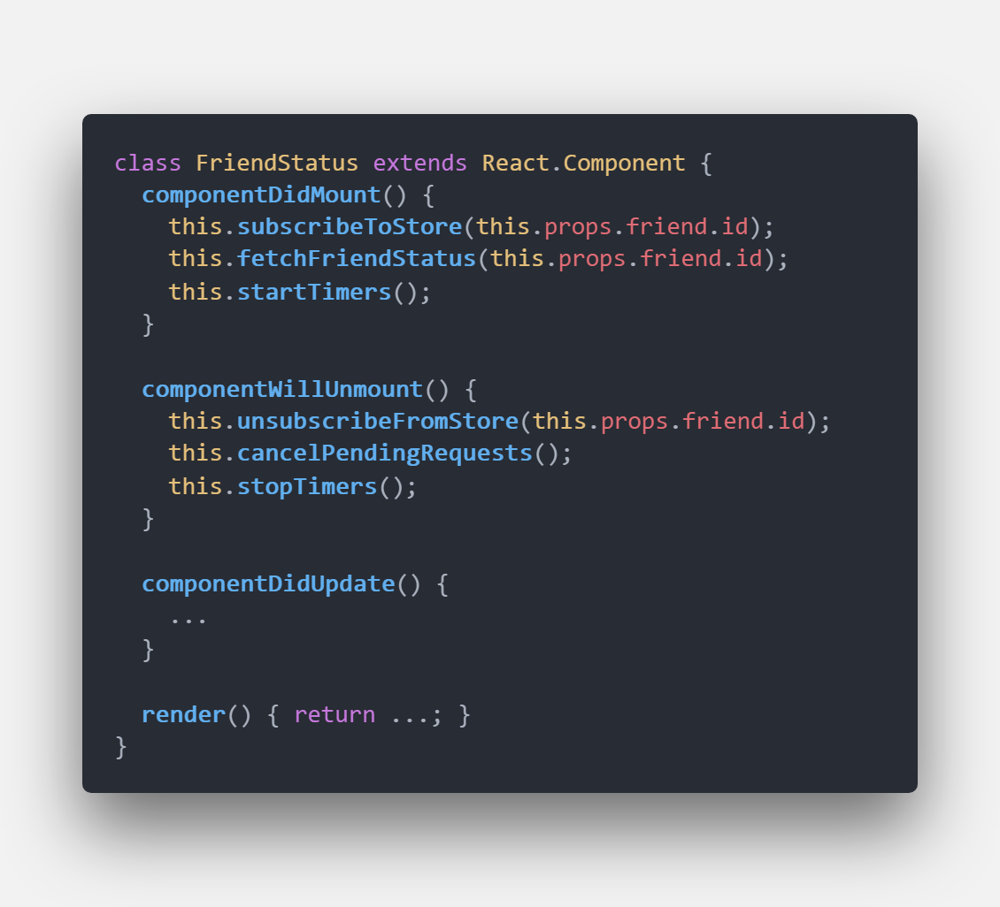 class FriendStatus extends React.Component {
  componentDidMount() {
    this.subscribeToStore(this.props.friend.id);
    this.fetchFriendStatus(this.props.friend.id);
    this.startTimers();
  }

  componentWillUnmount() {
    this.unsubscribeFromStore(this.props.friend.id);
    this.cancelPendingRequests();
    this.stopTimers();
  }

  componentDidUpdate() {
    ...
  }

  render() { return ...; }
}